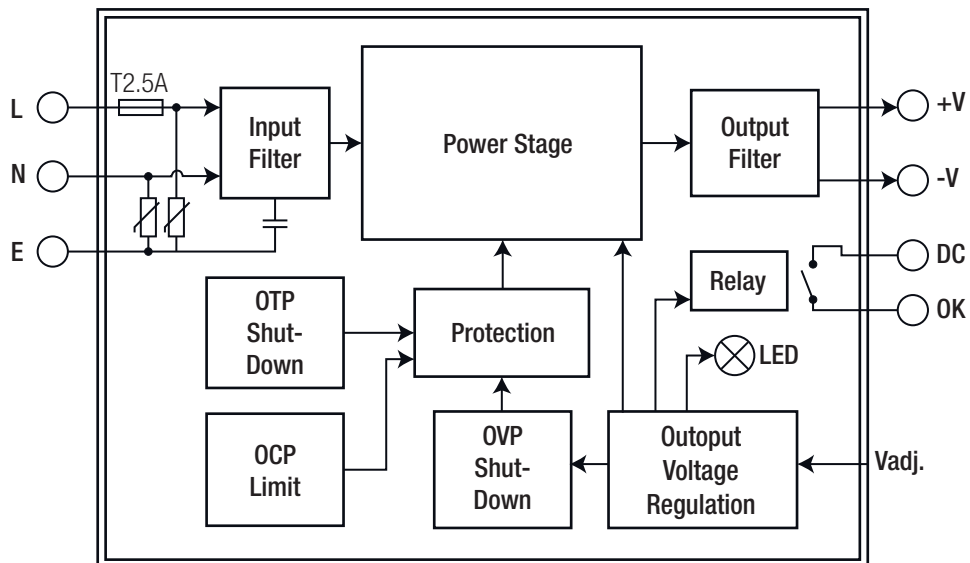 T2.5A
L
N
E
Input
Filter
Power Stage
Output
Filter
+V
-V
DC
OK
Relay
LED
OTP
Shut-
Down
Protection
OCP
Limit
OVP
Shut-
Down
Outoput
Voltage
Regulation
Vadj.